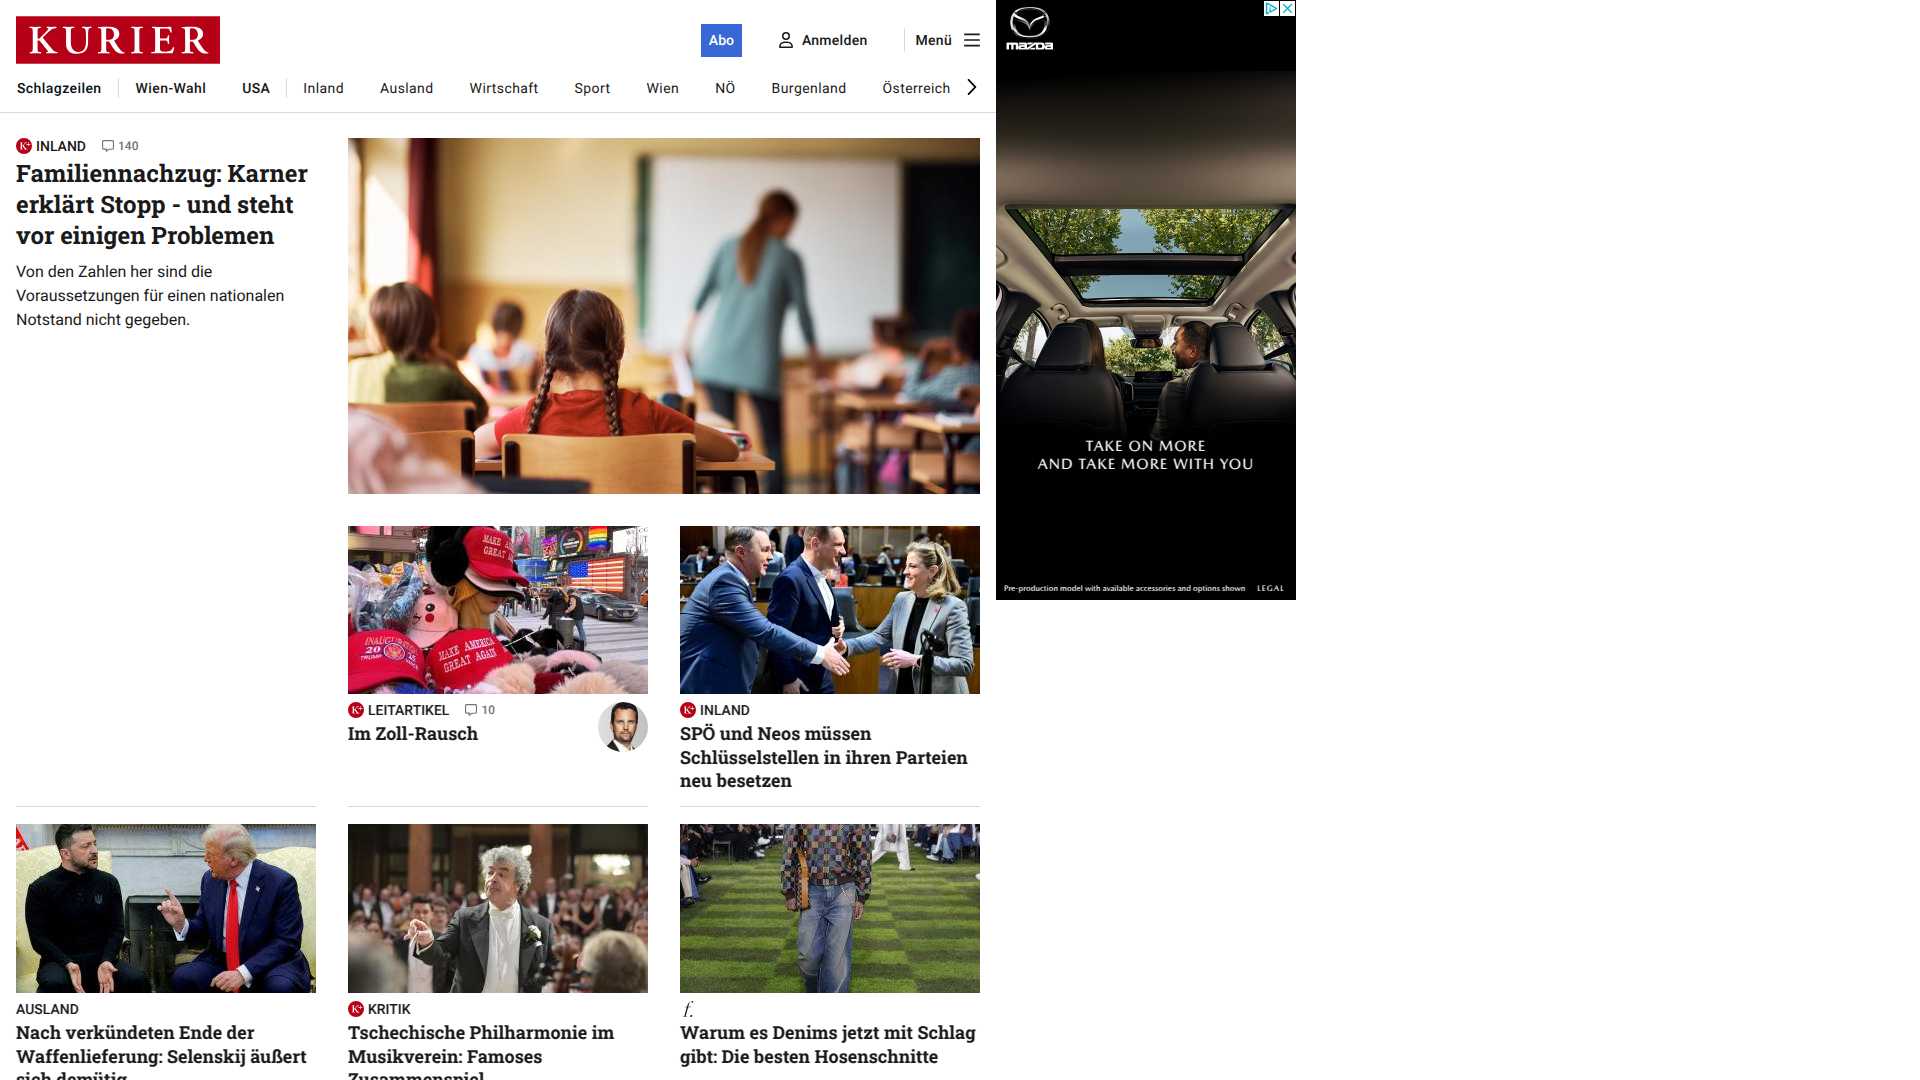 KURIER
Abo
Anmelden
Menü
Schlagzeilen
Wien-Wahl
USA
Inland
Ausland
Wirtschaft
Sport
Wien
NÖ
Burgenland
Österreich
K+ INLAND 140
Familiennachzug: Karner
erklärt Stopp - und steht
vor einigen Problemen
Von den Zahlen her sind die
Voraussetzungen für einen nationalen
Notstand nicht gegeben.
mazda
TAKE ON MORE
AND TAKE MORE WITH YOU
Pre-production model with available accessories and options shown LEGAL
MAKE AMERICA
GREAT AGAIN
K+ LEITARTIKEL 10
Im Zoll-Rausch
K+ INLAND
SPÖ und Neos müssen
Schlüsselstellen in ihren Parteien
neu besetzen
AUSLAND
Nach verkündeten Ende der
Waffenlieferung: Selenskij äußert
sich demütig
K+ KRITIK
Tschechische Philharmonie im
Musikverein: Famoses
Zusammenspiel
f.
Warum es Denims jetzt mit Schlag
gibt: Die besten Hosenschnitte